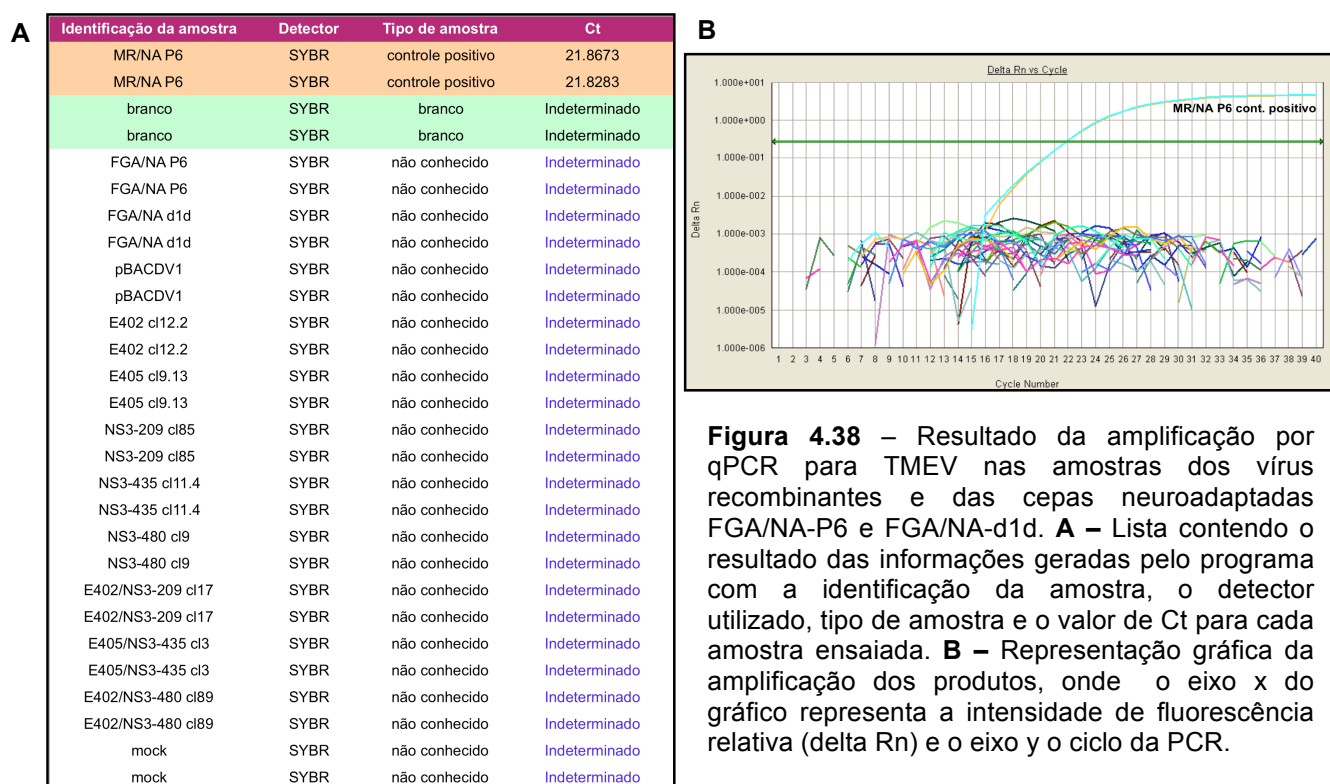 A
Identificação da amostra Detector Tipo de amostra Ct
MR/NA P6 SYBR controle positivo 21.8673
MR/NA P6 SYBR controle positivo 21.8283
branco SYBR branco Indeterminado
branco SYBR branco Indeterminado
FGA/NA P6 SYBR não conhecido Indeterminado
FGA/NA P6 SYBR não conhecido Indeterminado
FGA/NA d1d SYBR não conhecido Indeterminado
FGA/NA d1d SYBR não conhecido Indeterminado
pBACDV1 SYBR não conhecido Indeterminado
pBACDV1 SYBR não conhecido Indeterminado
E402 cl12.2 SYBR não conhecido Indeterminado
E402 cl12.2 SYBR não conhecido Indeterminado
E405 cl9.13 SYBR não conhecido Indeterminado
E405 cl9.13 SYBR não conhecido Indeterminado
NS3-209 cl85 SYBR não conhecido Indeterminado
NS3-209 cl85 SYBR não conhecido Indeterminado
NS3-435 cl11.4 SYBR não conhecido Indeterminado
NS3-435 cl11.4 SYBR não conhecido Indeterminado
NS3-480 cl9 SYBR não conhecido Indeterminado
NS3-480 cl9 SYBR não conhecido Indeterminado
E402/NS3-209 cl17 SYBR não conhecido Indeterminado
E402/NS3-209 cl17 SYBR não conhecido Indeterminado
E405/NS3-435 cl3 SYBR não conhecido Indeterminado
E405/NS3-435 cl3 SYBR não conhecido Indeterminado
E402/NS3-480 cl89 SYBR não conhecido Indeterminado
E402/NS3-480 cl89 SYBR não conhecido Indeterminado
mock SYBR não conhecido Indeterminado
mock SYBR não conhecido Indeterminado
B
Delta Rn vs Cycle
1.000e+001
1.000e+000
1.000e-001
1.000e-002
1.000e-003
1.000e-004
1.000e-005
1.000e-006
Delta Rn
MR/NA P6 cont. positivo
1 2 3 4 5 6 7 8 9 10 11 12 13 14 15 16 17 18 19 20 21 22 23 24 25 26 27 28 29 30 31 32 33 34 35 36 37 38 39 40
Cycle Number
Figura 4.38 – Resultado da amplificação por
qPCR para TMEV nas amostras dos vírus
recombinantes e das cepas neuroadaptadas
FGA/NA-P6 e FGA/NA-d1d. A – Lista contendo o
resultado das informações geradas pelo programa
com a identificação da amostra, o detector
utilizado, tipo de amostra e o valor de Ct para cada
amostra ensaiada. B – Representação gráfica da
amplificação dos produtos, onde o eixo x do
gráfico representa a intensidade de fluorescência
relativa (delta Rn) e o eixo y o ciclo da PCR.